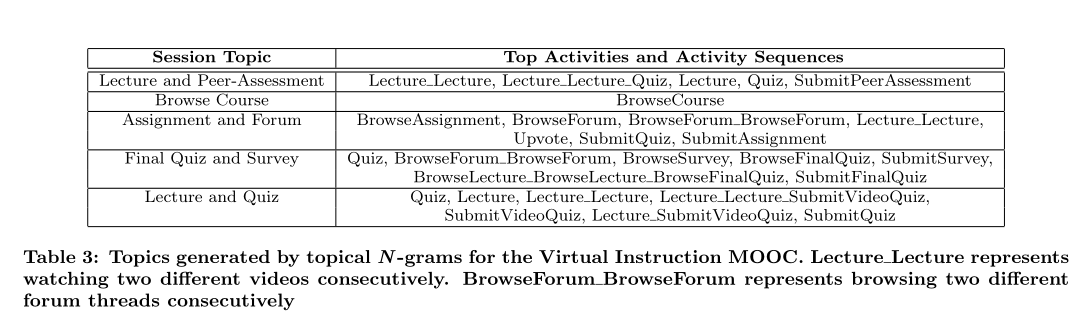 Session Topic Top Activities and Activity Sequences
Lecture and Peer-Assessment Lecture_Lecture, Lecture_Lecture_Quiz, Lecture, Quiz, SubmitPeerAssessment
Browse Course BrowseCourse
Assignment and Forum BrowseAssignment, BrowseForum, BrowseForum_BrowseForum, Lecture_Lecture,
Upvote, SubmitQuiz, SubmitAssignment
Final Quiz and Survey Quiz, BrowseForum_BrowseForum, BrowseSurvey, BrowseFinalQuiz, SubmitSurvey,
BrowseLecture_BrowseLecture_BrowseFinalQuiz, SubmitFinalQuiz
Lecture and Quiz Quiz, Lecture, Lecture_Lecture, Lecture_Lecture_SubmitVideoQuiz,
SubmitVideoQuiz, Lecture_SubmitVideoQuiz, SubmitQuiz
Table 3: Topics generated by topical N-grams for the Virtual Instruction MOOC. Lecture_Lecture represents
watching two different videos consecutively. BrowseForum_BrowseForum represents browsing two different
forum threads consecutively